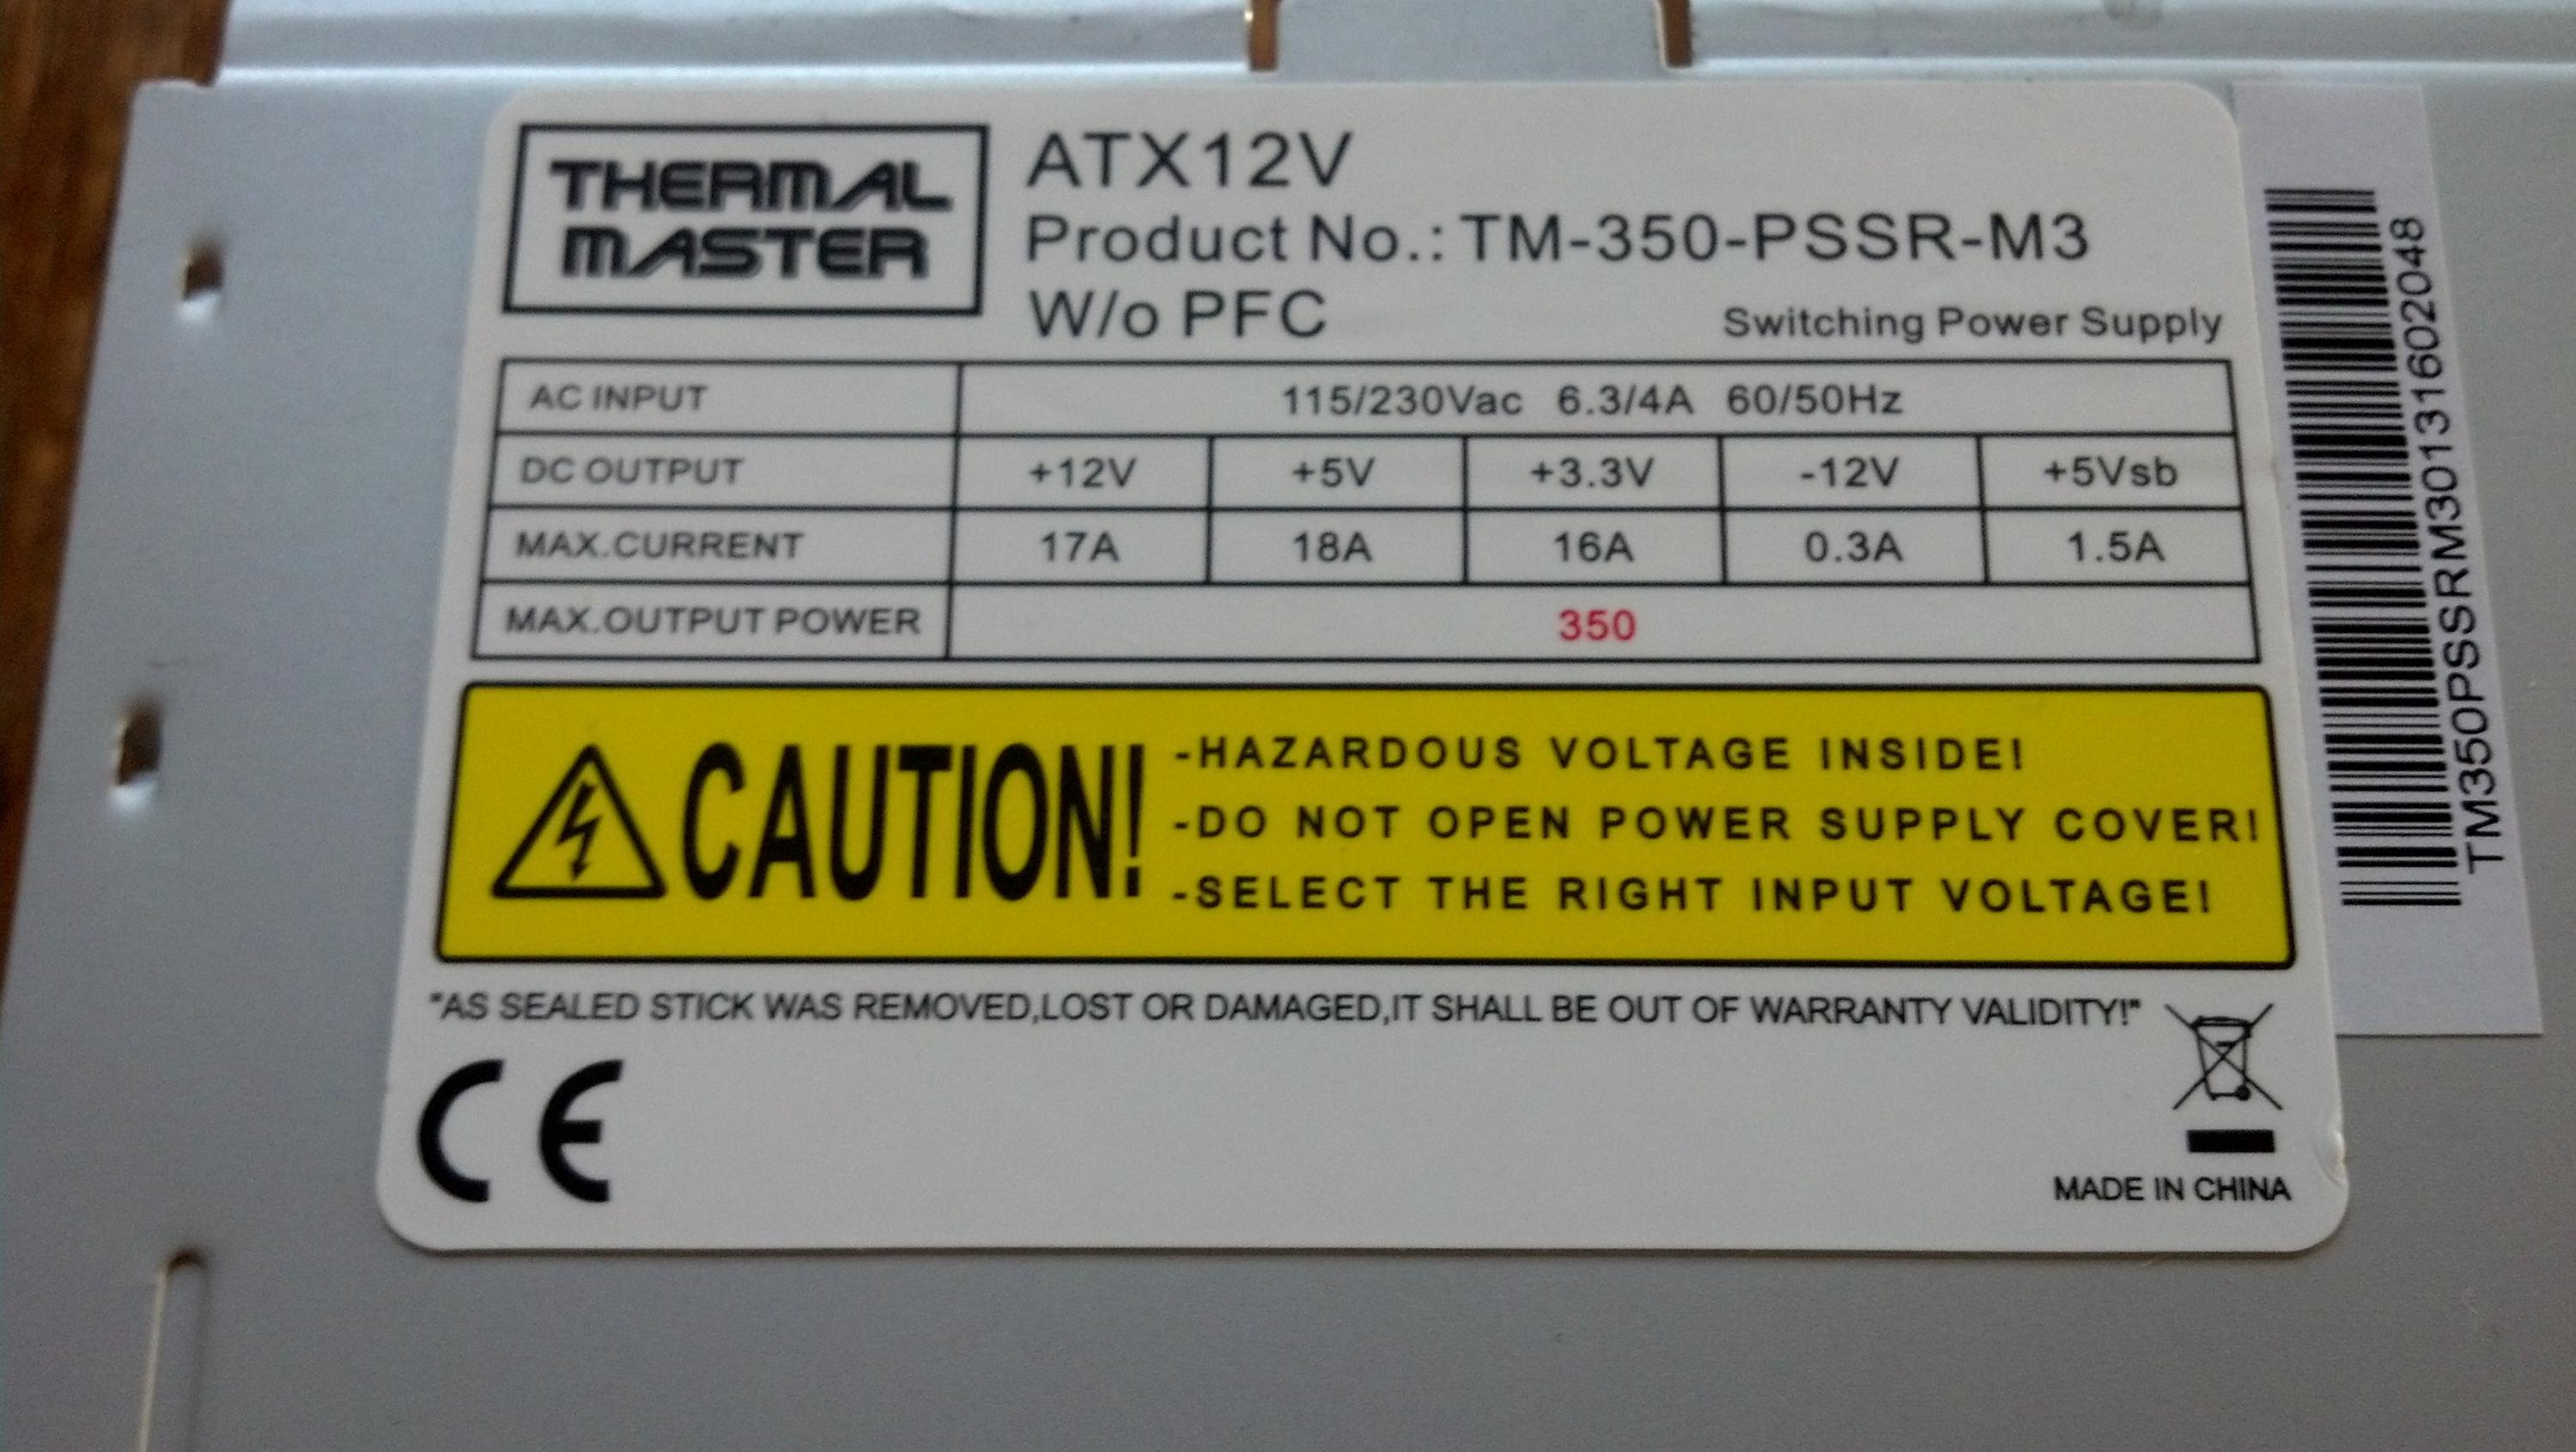 THERMAL
MASTER
ATX12V
Product No.: TM-350-PSSR-M3
W/o PFC
Switching Power Supply
AC INPUT 115/230Vac 6.3/4A 60/50Hz
DC OUTPUT +12V +5V +3.3V -12V +5Vsb
MAX.CURRENT 17A 18A 16A 0.3A 1.5A
MAX.OUTPUT POWER 350
CAUTION!
-HAZARDOUS VOLTAGE INSIDE!
-DO NOT OPEN POWER SUPPLY COVER!
-SELECT THE RIGHT INPUT VOLTAGE!
"AS SEALED STICK WAS REMOVED,LOST OR DAMAGED,IT SHALL BE OUT OF WARRANTY VALIDITY!"
CE
MADE IN CHINA
TM350PSSRM30131602048